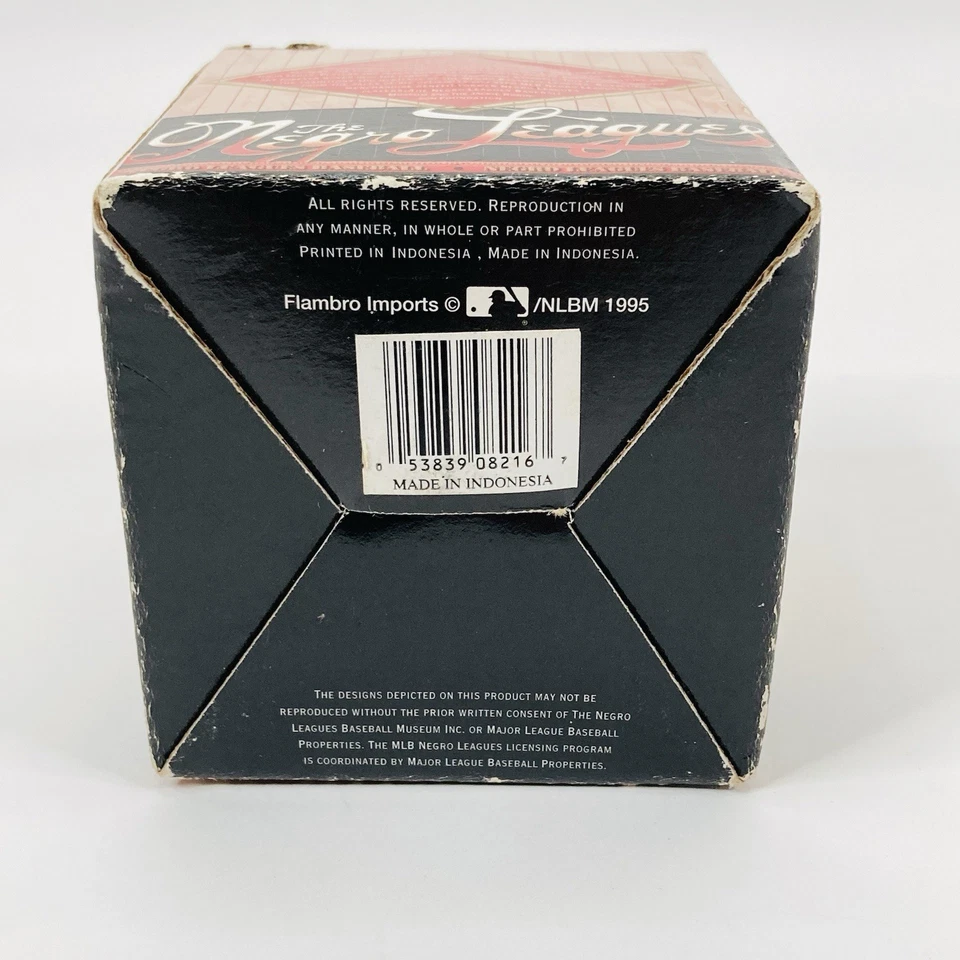 The
Negro Leagues
All rights reserved. Reproduction in
any manner, in whole or part prohibited
Printed in Indonesia , Made in Indonesia.
Flambro Imports © /NLBM 1995
®
0 53839 08216 7
MADE IN INDONESIA
The designs depicted on this product may not be
reproduced without the prior written consent of The Negro
Leagues Baseball Museum Inc. or Major League Baseball
Properties. The MLB Negro Leagues licensing program
is coordinated by Major League Baseball Properties.